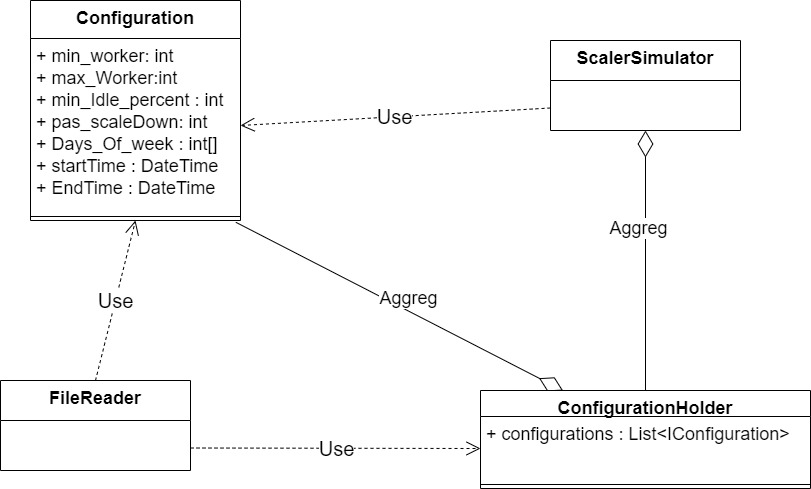 Configuration
+ min_worker: int
+ max_Worker:int
+ min_Idle_percent : int
+ pas_scaleDown: int
+ Days_Of_week : int[]
+ startTime : DateTime
+ EndTime : DateTime
ScalerSimulator
Use
Aggreg
Use
Aggreg
FileReader
Use
ConfigurationHolder
+ configurations : List<IConfiguration>